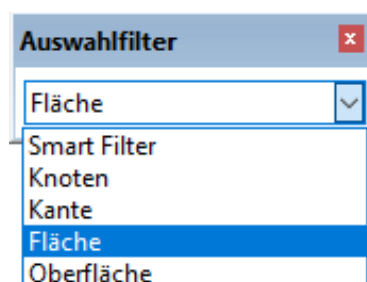 Auswahlfilter
Fläche
Smart Filter
Knoten
Kante
Fläche
Oberfläche